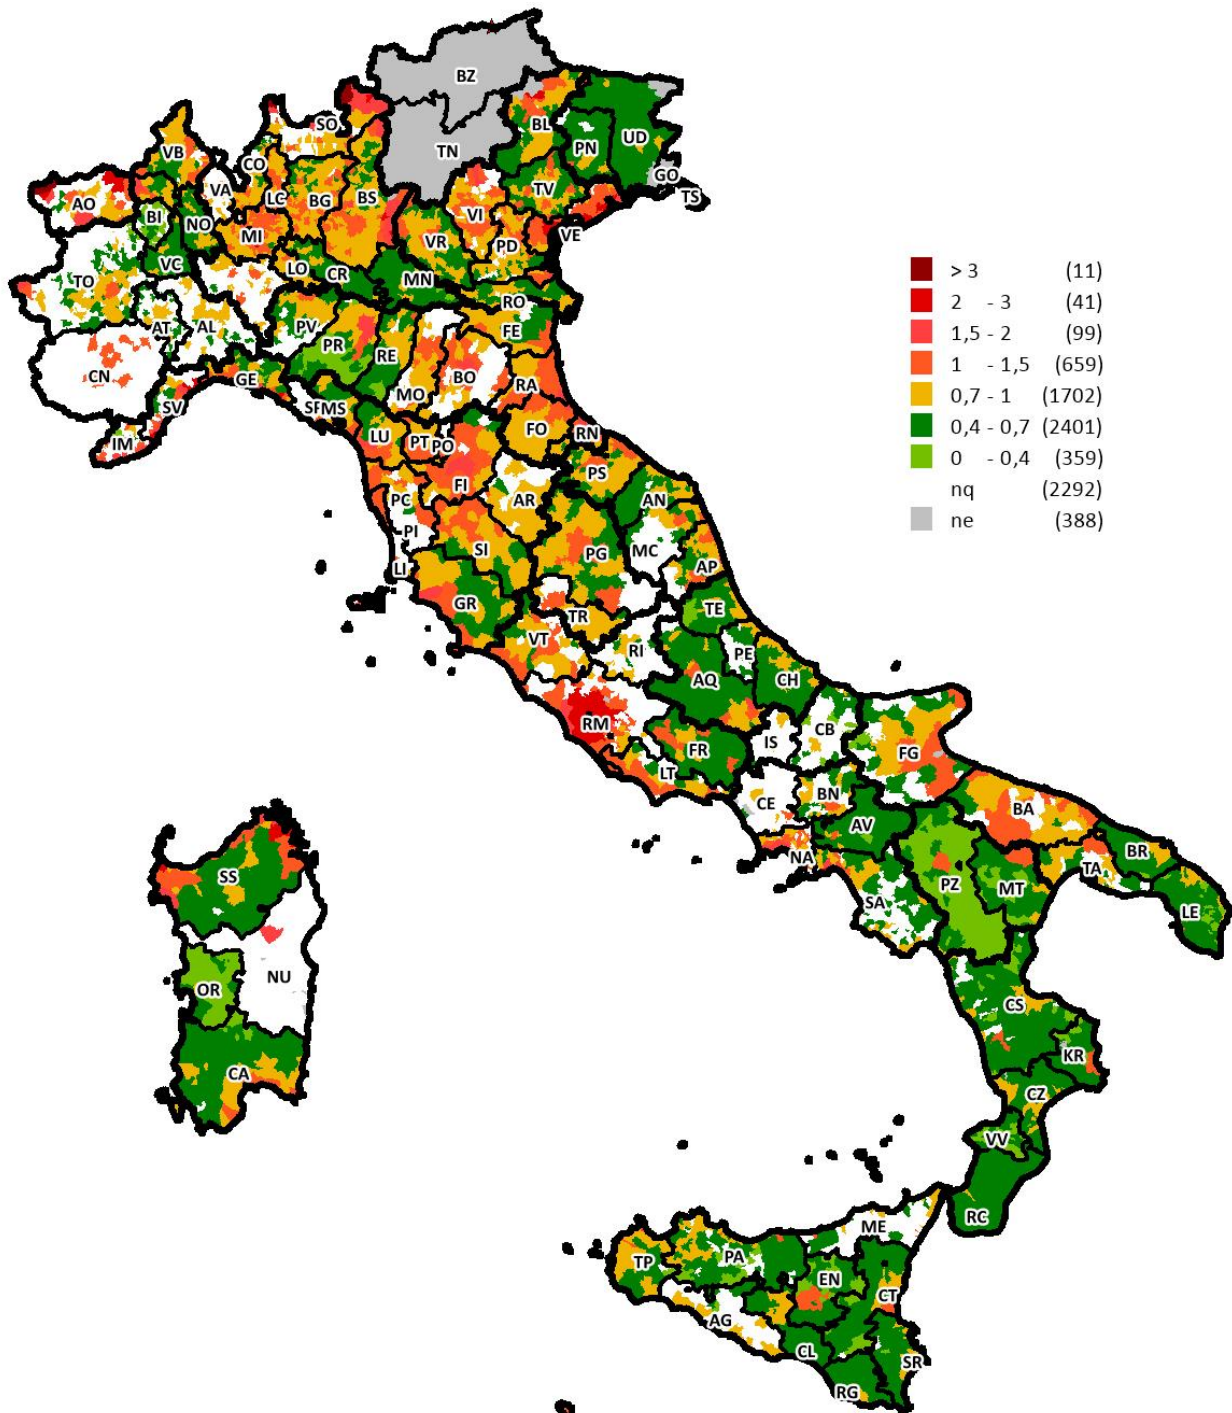 BZ
SO
TN
BL
PN
UD
GO
TS
VB
CO
VA
LC
BG
BS
TV
AO
BI
NO
MI
VI
VE
VR
PD
VC
LO
CR
MN
TO
RO
AT
AL
PV
PR
RE
FE
CN
GE
MO
BO
RA
SV
MS
IM
LU
PT
PO
FO
RN
FI
PS
PC
AR
AN
PI
SI
PG
MC
LI
AP
GR
TR
TE
VT
RI
PE
AQ
CH
RM
FR
IS
CB
FG
LT
CE
BN
BA
AV
NA
BR
TA
PZ
MT
SA
LE
SS
NU
OR
CS
CA
KR
CZ
VV
RC
ME
TP
PA
EN
CT
AG
CL
SR
RG
> 3 (11)
2 - 3 (41)
1,5 - 2 (99)
1 - 1,5 (659)
0,7 - 1 (1702)
0,4 - 0,7 (2401)
0 - 0,4 (359)
nq (2292)
ne (388)